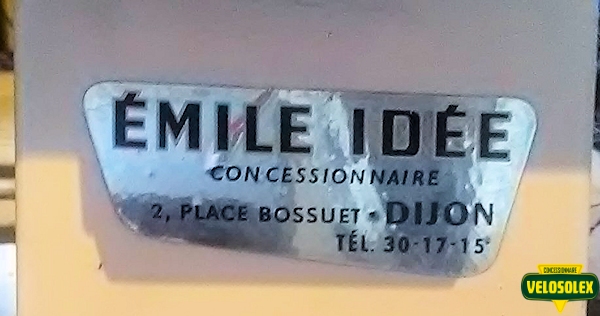 ÉMILE IDÉE
CONCESSIONNAIRE
2, PLACE BOSSUET • DIJON
TÉL. 30-17-15
CONCESSIONNAIRE
VELOSOLEX